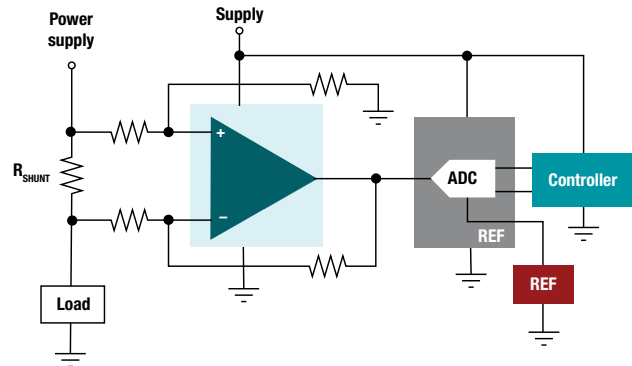 Power
supply
Supply
+
R_SHUNT
−
ADC
REF
Controller
REF
Load